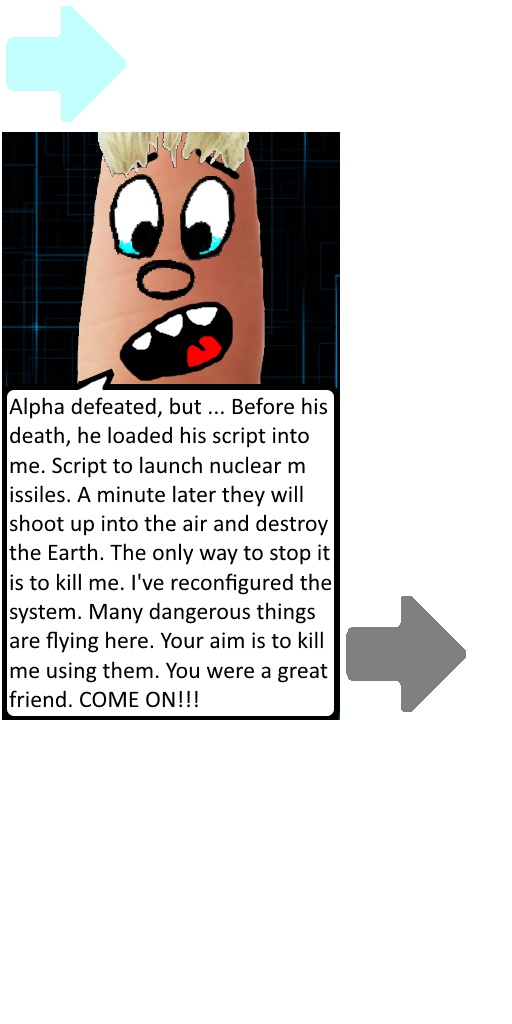 Alpha defeated, but ... Before his
death, he loaded his script into
me. Script to launch nuclear m
issiles. A minute later they will
shoot up into the air and destroy
the Earth. The only way to stop it
is to kill me. I've reconfigured the
system. Many dangerous things
are flying here. Your aim is to kill
me using them. You were a great
friend. COME ON!!!